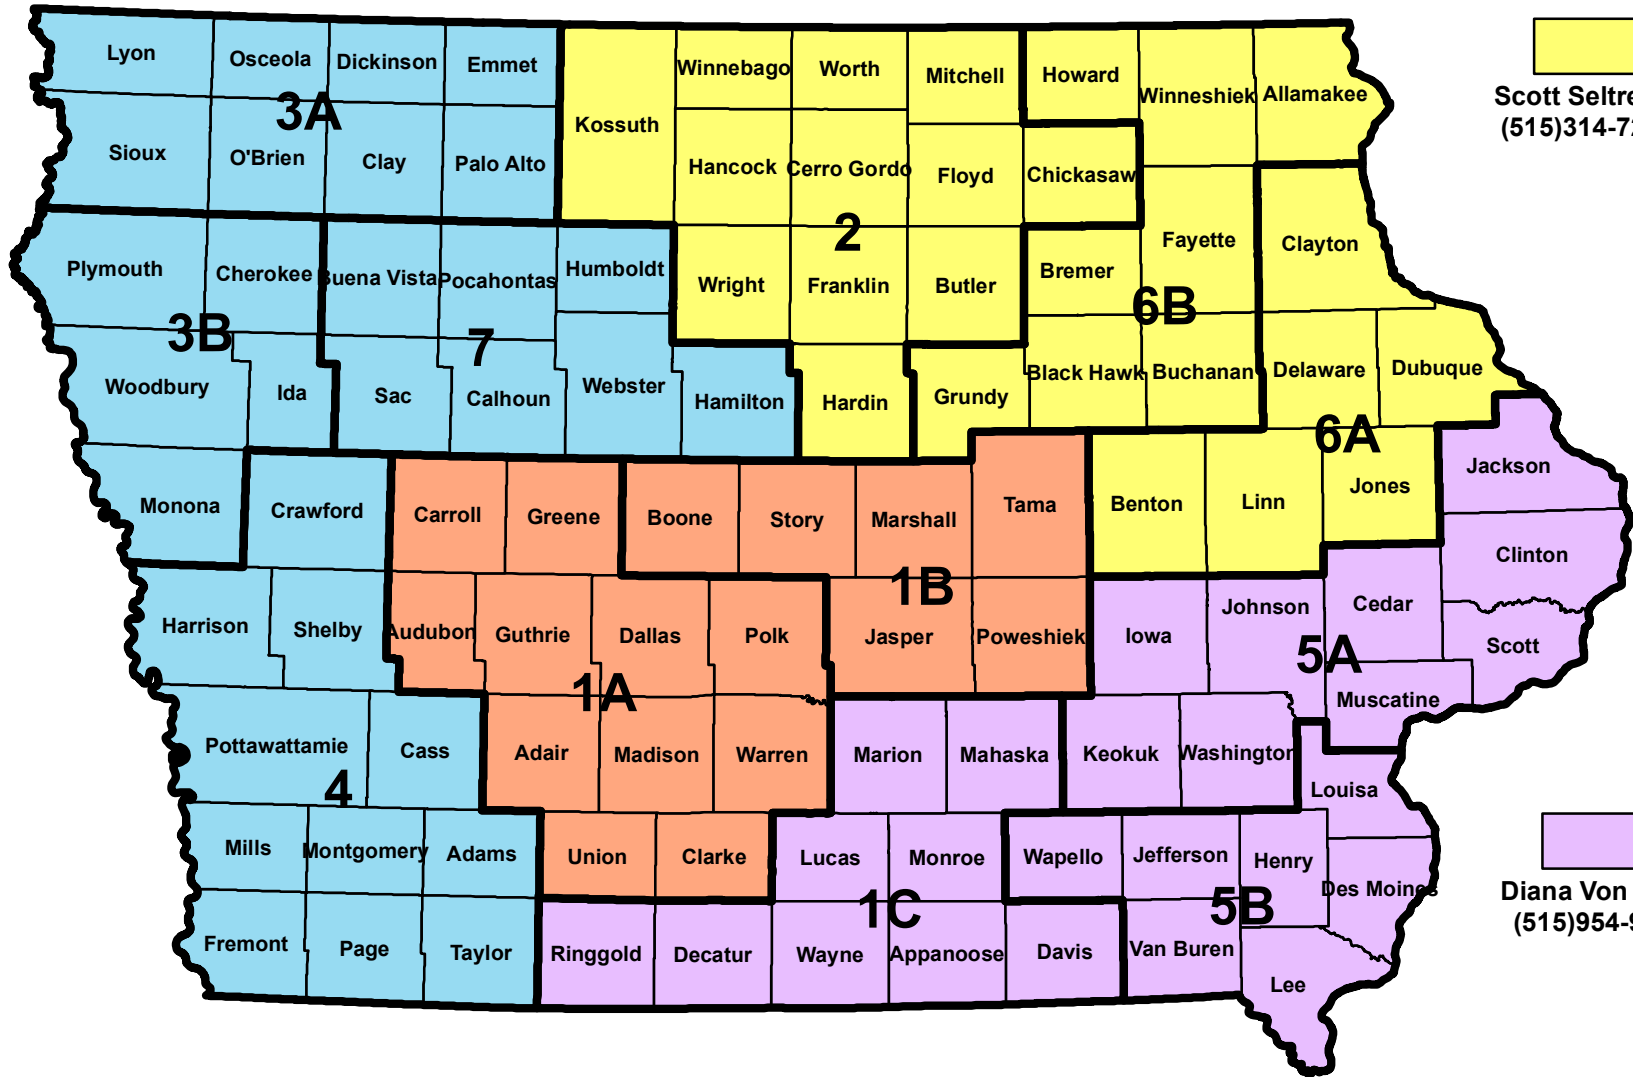 Lyon
Osceola
Dickinson
Emmet
3A
Sioux
O'Brien
Clay
Palo Alto
Kossuth
Winnebago
Worth
Mitchell
Howard
Winneshiek
Allamakee
Scott Seltre
(515)314-72
Hancock
Cerro Gordo
Floyd
Chickasaw
2
Plymouth
Cherokee
Buena Vista
Pocahontas
Humboldt
Wright
Franklin
Butler
Bremer
Fayette
Clayton
6B
3B
7
Woodbury
Ida
Sac
Calhoun
Webster
Hamilton
Hardin
Grundy
Black Hawk
Buchanan
Delaware
Dubuque
6A
Monona
Crawford
Carroll
Greene
Boone
Story
Marshall
Tama
Benton
Linn
Jones
Jackson
1B
Clinton
Harrison
Shelby
Audubon
Guthrie
Dallas
Polk
Jasper
Poweshiek
Iowa
Johnson
Cedar
Scott
5A
Muscatine
1A
Pottawattamie
Cass
Adair
Madison
Warren
Marion
Mahaska
Keokuk
Washington
Louisa
4
Mills
Montgomery
Adams
Union
Clarke
Lucas
Monroe
Wapello
Jefferson
Henry
Des Moines
1C
5B
Diana Von
(515)954-9
Fremont
Page
Taylor
Ringgold
Decatur
Wayne
Appanoose
Davis
Van Buren
Lee